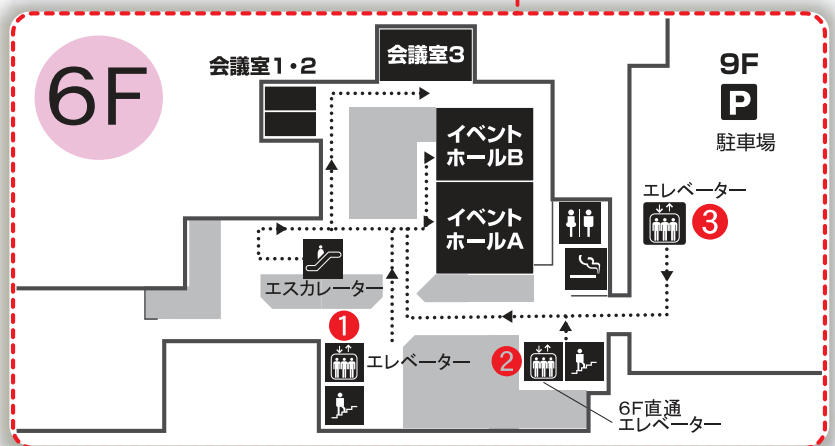 6F
会議室1・2
会議室3
9F
P
駐車場
イベント
ホールB
イベント
ホールA
エレベーター
3
エスカレーター
1
エレベーター
2
6F直通
エレベーター